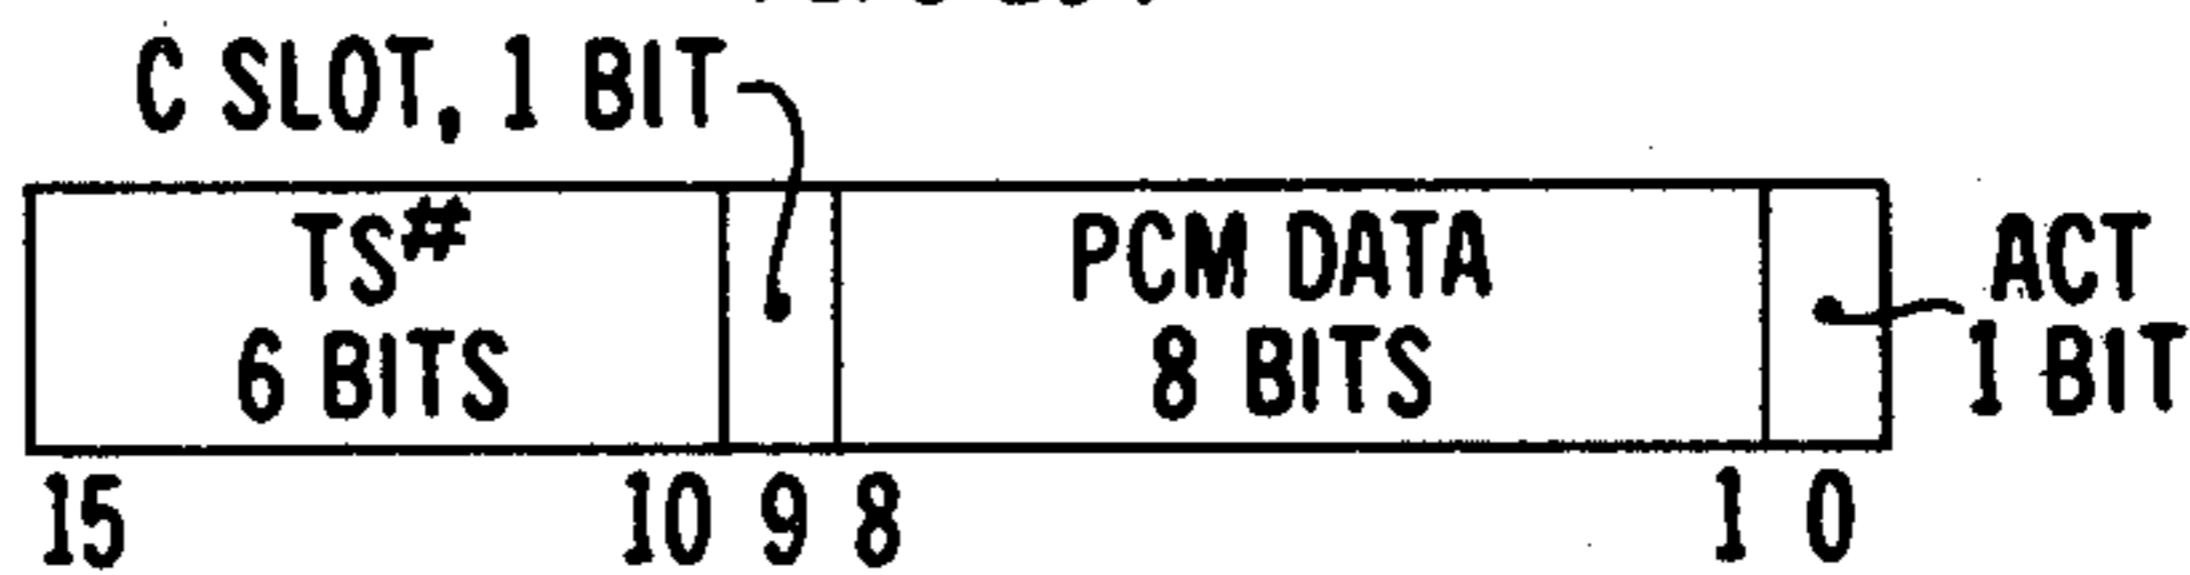 C SLOT, 1 BIT
TS#
6 BITS
PCM DATA
8 BITS
ACT
1 BIT
15 10 9 8 1 0